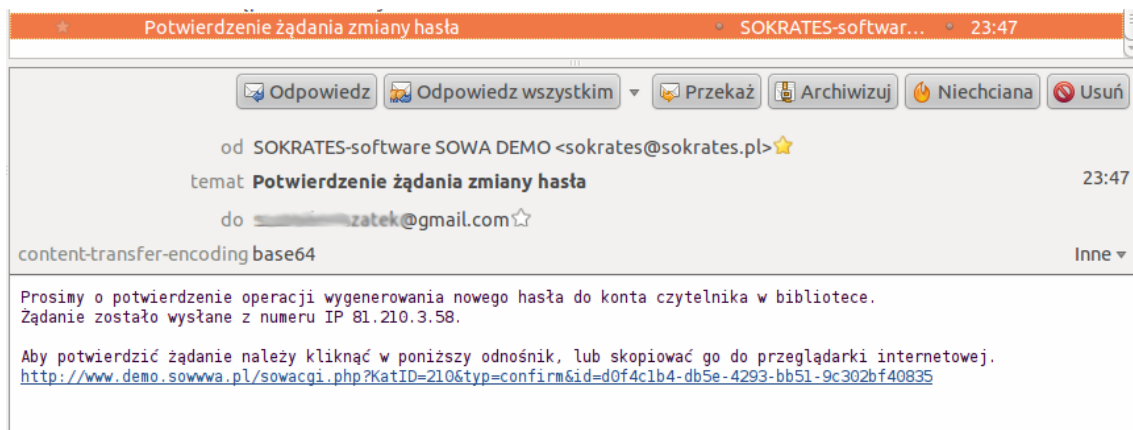 Potwierdzenie żądania zmiany hasła SOKRATES-softwar... 23:47
Odpowiedz Odpowiedz wszystkim Przekaż Archiwizuj Niechciana Usuń
od SOKRATES-software SOWA DEMO <sokrates@sokrates.pl>
temat Potwierdzenie żądania zmiany hasła 23:47
do zatek@gmail.com
content-transfer-encoding base64 Inne
Prosimy o potwierdzenie operacji wygenerowania nowego hasła do konta czytelnika w bibliotece.
Żądanie zostało wysłane z numeru IP 81.210.3.58.
Aby potwierdzić żądanie należy kliknąć w poniższy odnośnik, lub skopiować go do przeglądarki internetowej.
http://www.demo.sowwwa.pl/sowacgi.php?KatID=210&typ=confirm&id=d0f4c1b4-db5e-4293-bb51-9c302bf40835